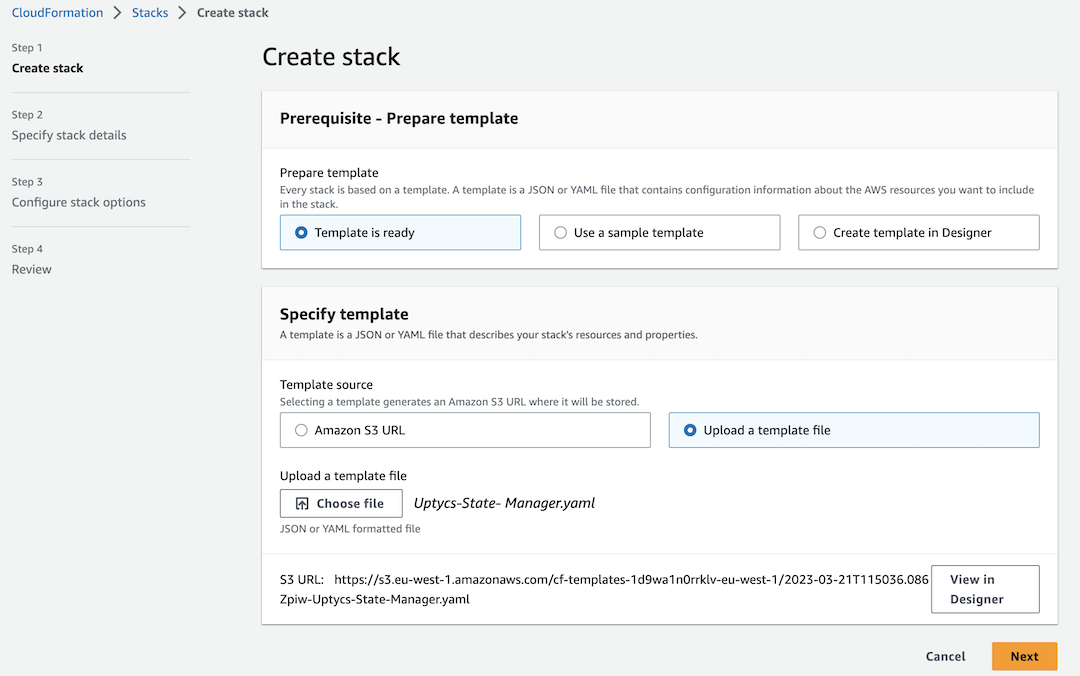 CloudFormation > Stacks > Create stack
Step 1
Create stack
Step 2
Specify stack details
Step 3
Configure stack options
Step 4
Review
Create stack
Prerequisite - Prepare template
Prepare template
Every stack is based on a template. A template is a JSON or YAML file that contains configuration information about the AWS resources you want to include
in the stack.
Template is ready
Use a sample template
Create template in Designer
Specify template
A template is a JSON or YAML file that describes your stack's resources and properties.
Template source
Selecting a template generates an Amazon S3 URL where it will be stored.
Amazon S3 URL
Upload a template file
Upload a template file
Choose file Uptycs-State- Manager.yaml
JSON or YAML formatted file
S3 URL: https://s3.eu-west-1.amazonaws.com/cf-templates-1d9wa1n0rrklv-eu-west-1/2023-03-21T115036.086
Zpiw-Uptycs-State-Manager.yaml
View in
Designer
Cancel
Next